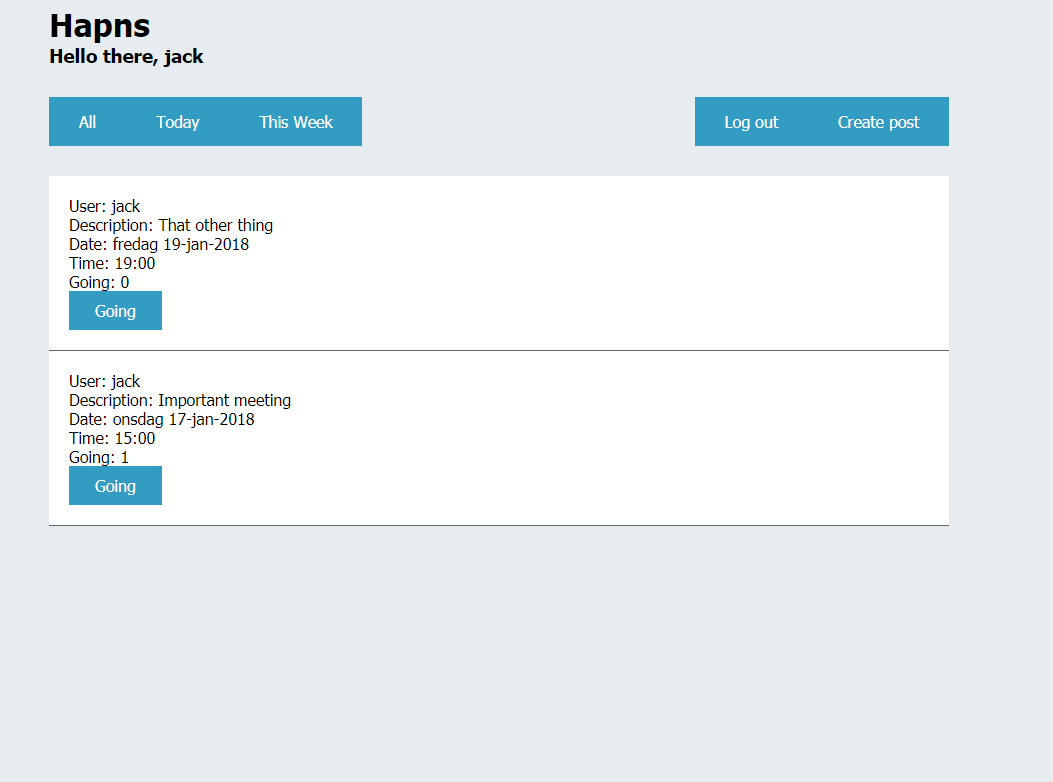 Hapns
Hello there, jack
All Today This Week Log out Create post
User: jack
Description: That other thing
Date: fredag 19-jan-2018
Time: 19:00
Going: 0
Going
User: jack
Description: Important meeting
Date: onsdag 17-jan-2018
Time: 15:00
Going: 1
Going